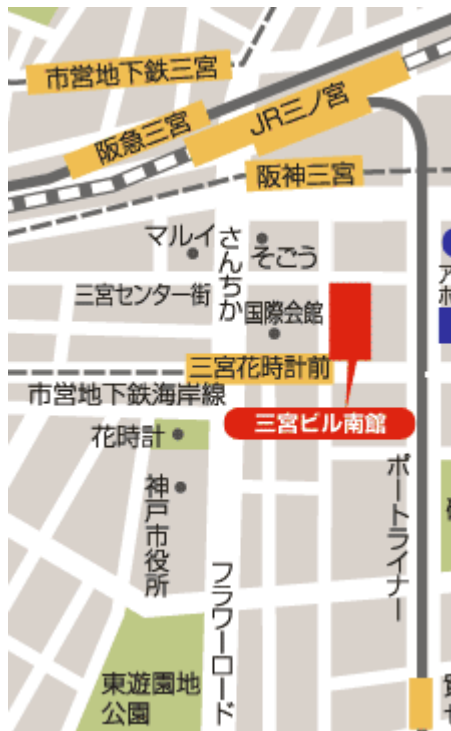 市営地下鉄三宮
阪急三宮
JR三ノ宮
阪神三宮
マルイ
さんちか
そごう
三宮センター街
国際会館
三宮花時計前
市営地下鉄海岸線
三宮ビル南館
花時計
神戸市役所
ポートライナー
フラワーロード
東遊園地
公園